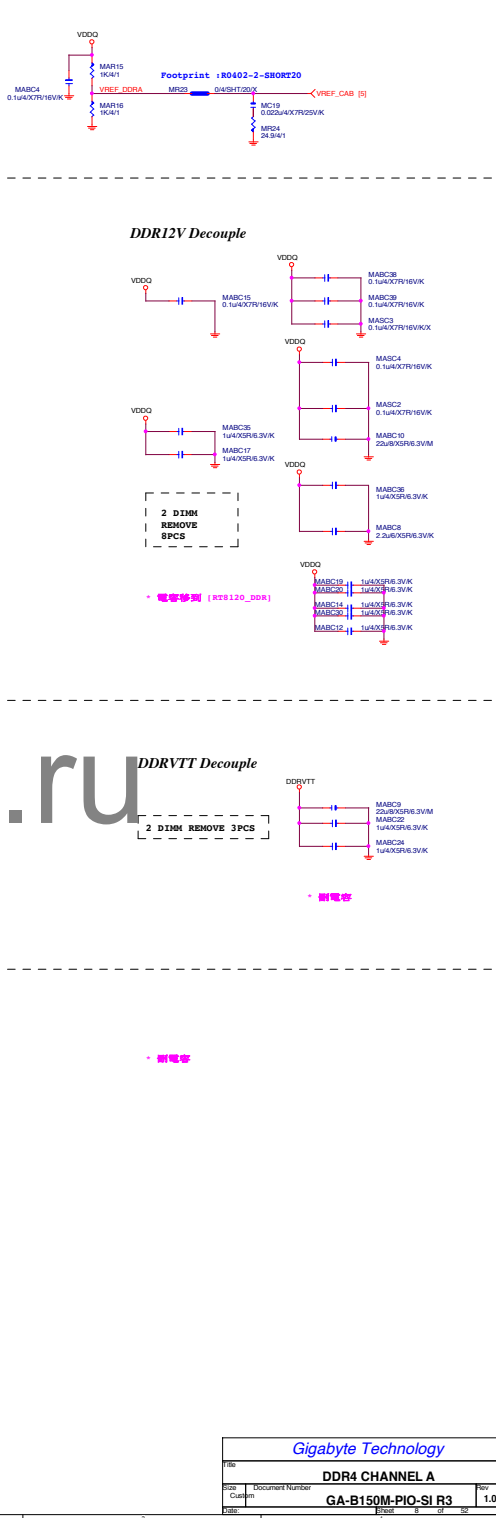 VDDQ
MAR15
1K/4/1
Footprint :R0402-2-SHORT20
MABC4
0.1u/4/X7R/16V/K
VREF_DDRA
MR23
0/4/SHT/20/X
VREF_CAB [5]
MAR16
1K/4/1
MC19
0.022u/4/X7R/25V/K
MR24
24.9/4/1
DDR12V Decouple
VDDQ
MABC15
0.1u/4/X7R/16V/K
VDDQ
MABC38
0.1u/4/X7R/16V/K
MABC39
0.1u/4/X7R/16V/K
MASC3
0.1u/4/X7R/16V/K/X
VDDQ
MASC4
0.1u/4/X7R/16V/K
MASC2
0.1u/4/X7R/16V/K
MABC10
22u/8/X5R/6.3V/M
VDDQ
MABC35
1u/4/X5R/6.3V/K
MABC17
1u/4/X5R/6.3V/K
VDDQ
MABC36
1u/4/X5R/6.3V/K
MABC8
2.2u/6/X5R/6.3V/K
2 DIMM
REMOVE
8PCS
VDDQ
MABC19 1u/4/X5R/6.3V/K
MABC20 1u/4/X5R/6.3V/K
MABC14 1u/4/X5R/6.3V/K
MABC30 1u/4/X5R/6.3V/K
MABC12 1u/4/X5R/6.3V/K
* 電容移到 [RT8120_DDR]
.ru
DDRVTT Decouple
DDRVTT
MABC9
22u/8/X5R/6.3V/M
MABC22
1u/4/X5R/6.3V/K
MABC24
1u/4/X5R/6.3V/K
2 DIMM REMOVE 3PCS
* 刪電容
* 刪電容
Gigabyte Technology
Title
DDR4 CHANNEL A
Size
Custom
Document Number
GA-B150M-PIO-SI R3
Rev
1.0
Date:
Sheet 8 of 52